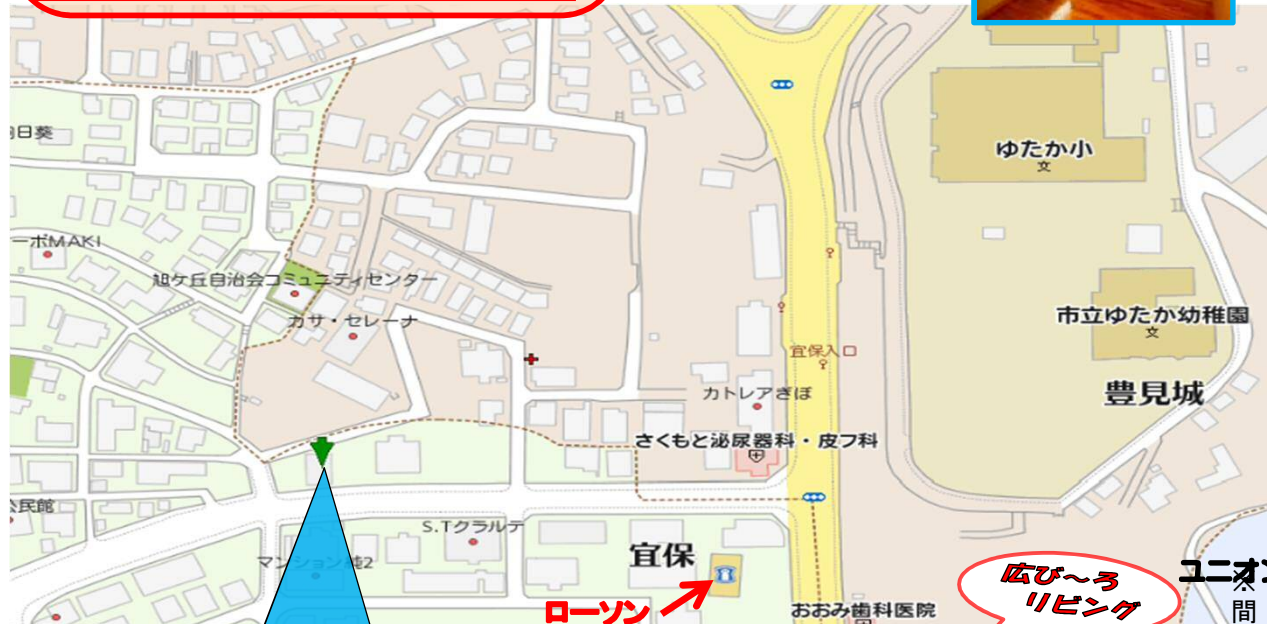 ゆたか小
文
日葵
ーポMAKI
旭ケ丘自治会コミュニティセンター
カサ・セレーナ
市立ゆたか幼稚園
文
宜保入口
豊見城
カトレアぎぼ
さくもと泌尿器科・皮フ科
公民館
S.Tクラルテ
マンション純2
宜保
ローソン
おおみ歯科医院
広び～ろ
リビング
ユニオン
※
間